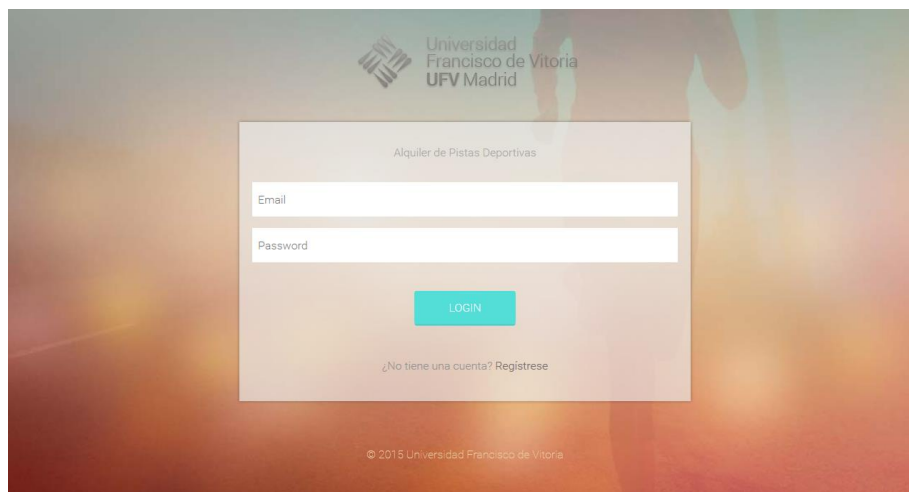 Universidad
Francisco de Vitoria
UFV Madrid
Alquiler de Pistas Deportivas
Email
Password
LOGIN
¿No tiene una cuenta? Regístrese
© 2015 Universidad Francisco de Vitoria